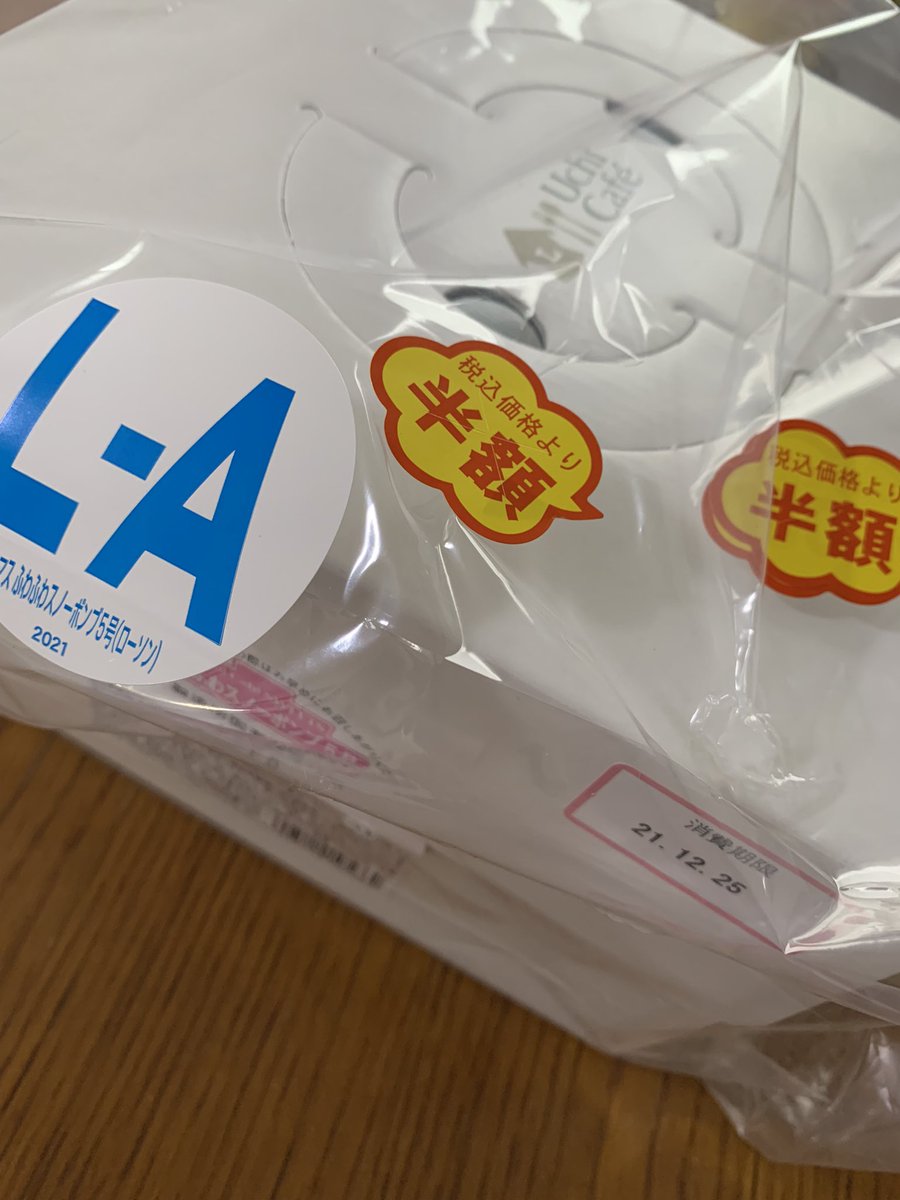 Uchi
Café
L
L-A
マス ふわふわスノーボンブ5号(ローソン)
2021
税込価格より
半額
税込価格より
半額
消費期限
21. 12. 25